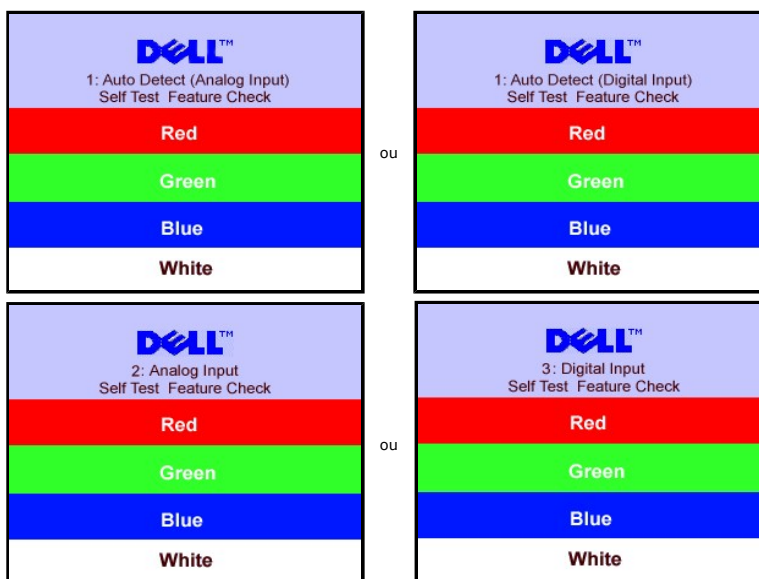 DELL™
1: Auto Detect (Analog Input)
Self Test Feature Check
Red
Green
Blue
White
ou
DELL™
1: Auto Detect (Digital Input)
Self Test Feature Check
Red
Green
Blue
White
DELL™
2: Analog Input
Self Test Feature Check
Red
Green
Blue
White
ou
DELL™
3: Digital Input
Self Test Feature Check
Red
Green
Blue
White